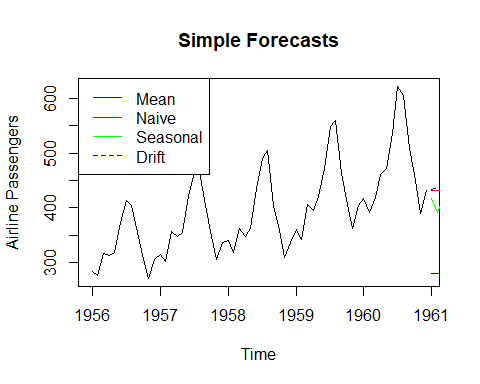 Simple Forecasts
Mean
Naive
Seasonal
Drift
Airline Passengers
600
500
400
300
1956 1957 1958 1959 1960 1961
Time